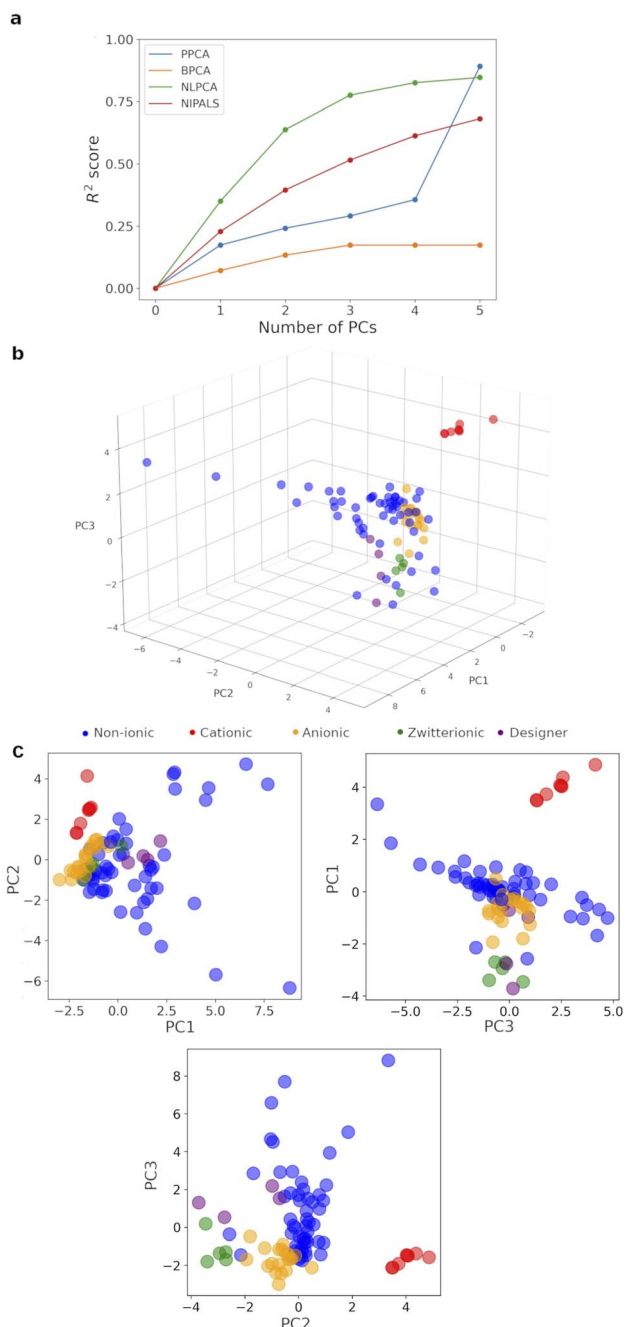 a
1.00
PPCA
BPCA
NLPCA
NIPALS
0.75
R² score
0.50
0.25
0.00
0 1 2 3 4 5
Number of PCs
b
4
2
PC3
0
−2
−4
−6 −4 −2 0 2 4
PC2
8 6 4 2 0 −2
PC1
Non-ionic Cationic Anionic Zwitterionic Designer
c
4
2
0
−2
−4
−6
PC2
−2.5 0.0 2.5 5.0 7.5
PC1
4
2
0
−2
−4
PC1
−5.0 −2.5 0.0 2.5 5.0
PC3
8
6
4
2
0
−2
PC3
−4 −2 0 2 4
PC2